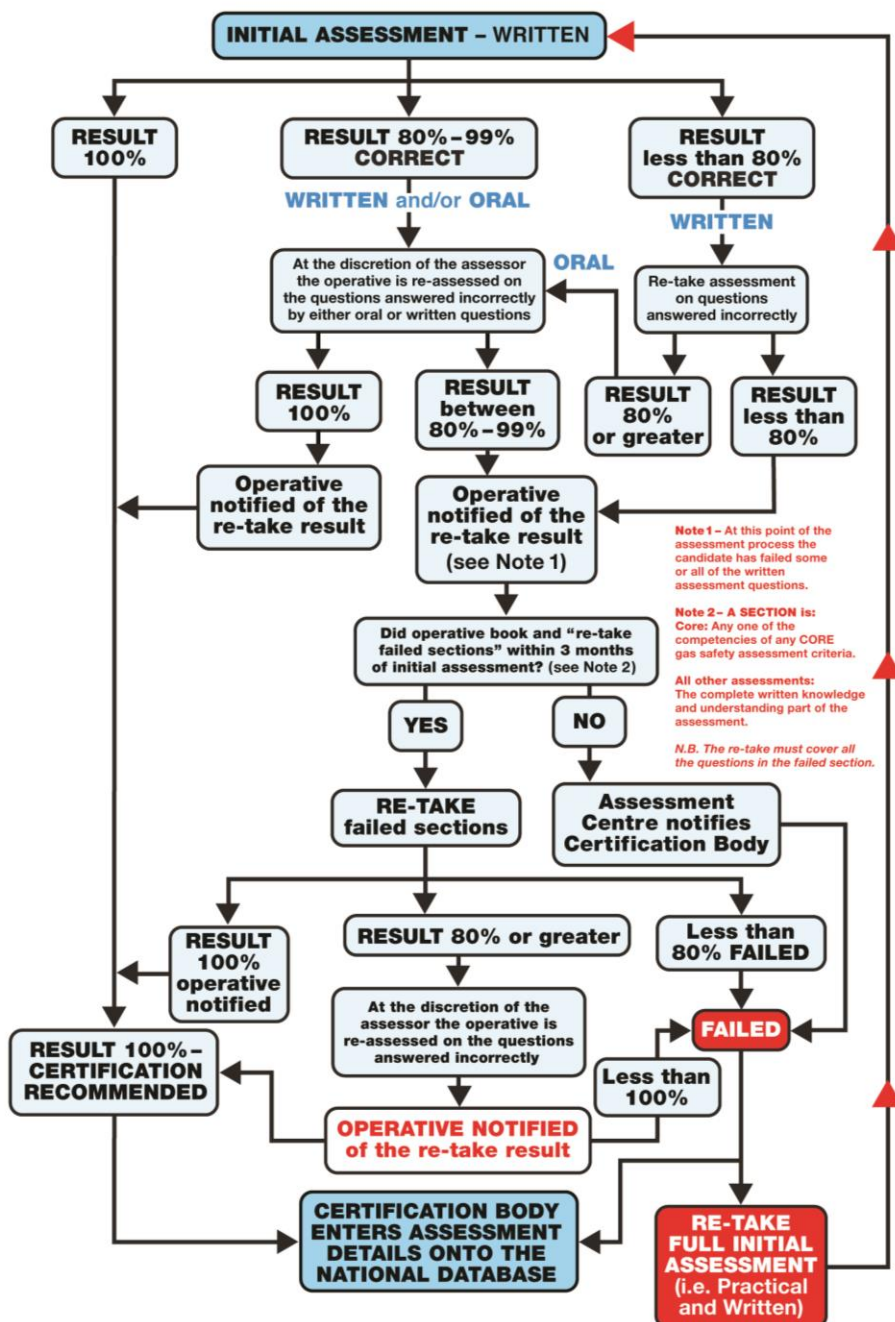 INITIAL ASSESSMENT – WRITTEN
RESULT
100%
RESULT 80%–99%
CORRECT
RESULT
less than 80%
CORRECT
WRITTEN and/or ORAL
WRITTEN
At the discretion of the assessor
the operative is re-assessed on
the questions answered incorrectly
by either oral or written questions
ORAL
Re-take assessment
on questions
answered incorrectly
RESULT
100%
RESULT
between
80%–99%
RESULT
80%
or greater
RESULT
less than
80%
Operative
notified of the
re-take result
Operative
notified of the
re-take result
(see Note 1)
Note 1 – At this point of the
assessment process the
candidate has failed some
or all of the written
assessment questions.
Note 2 – A SECTION is:
Core: Any one of the
competencies of any CORE
gas safety assessment criteria.
All other assessments:
The complete written knowledge
and understanding part of the
assessment.
N.B. The re-take must cover all
the questions in the failed section.
Did operative book and “re-take
failed sections” within 3 months
of initial assessment? (see Note 2)
YES
NO
RE-TAKE
failed sections
Assessment
Centre notifies
Certification Body
RESULT
100%
operative
notified
RESULT 80% or greater
Less than
80% FAILED
At the discretion of the
assessor the operative is
re-assessed on the questions
answered incorrectly
FAILED
RESULT 100%–
CERTIFICATION
RECOMMENDED
Less than
100%
OPERATIVE NOTIFIED
of the re-take result
CERTIFICATION BODY
ENTERS ASSESSMENT
DETAILS ONTO THE
NATIONAL DATABASE
RE-TAKE
FULL INITIAL
ASSESSMENT
(i.e. Practical
and Written)